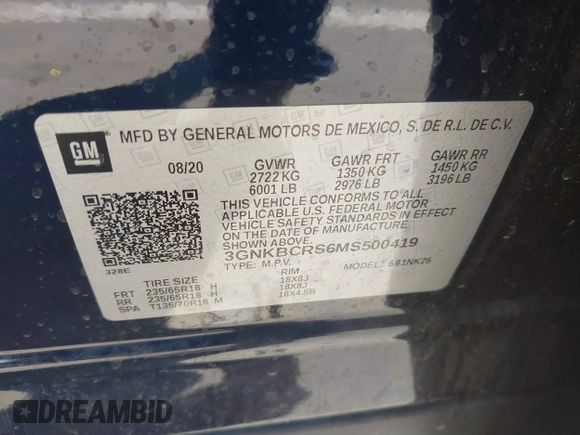 GM
MFD BY GENERAL MOTORS DE MEXICO, S. DE R.L. DE C.V.
08/20 GVWR GAWR FRT GAWR RR
2722 KG 1350 KG 1450 KG
6001 LB 2976 LB 3196 LB
THIS VEHICLE CONFORMS TO ALL
APPLICABLE U.S. FEDERAL MOTOR
VEHICLE SAFETY STANDARDS IN EFFECT
ON THE DATE OF MANUFACTURE
SHOWN ABOVE.
3GNKBCRS6MS500419
328E TYPE: M.P.V. MODEL: 691NK26
TIRE SIZE RIM
FRT 235/65R18 H 18X8J
RR 235/65R18 H 18X8J
SPA T135/70R18 M 18X4.5B
DREAMBID